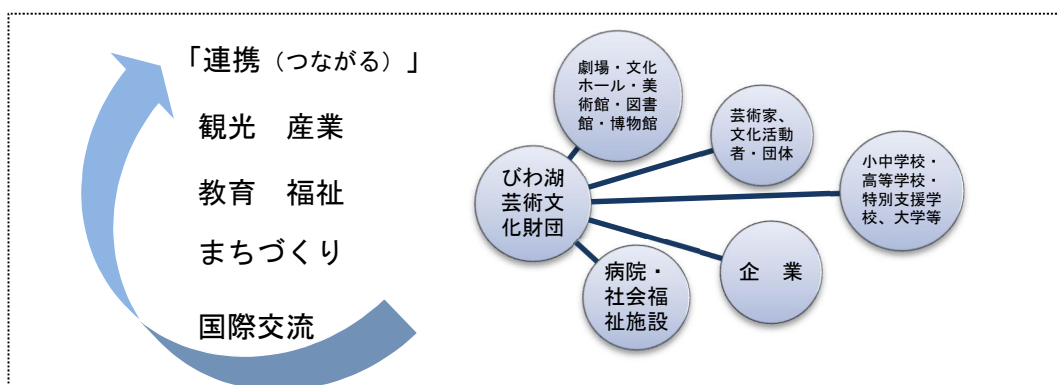 「連携（つながる）」
観光　産業
教育　福祉
まちづくり
国際交流
びわ湖
芸術文
化財団
劇場・文化
ホール・美
術館・図書
館・博物館
芸術家、
文化活動
者・団体
小中学校・
高等学校・
特別支援学
校、大学等
企　業
病院・
社会福
祉施設